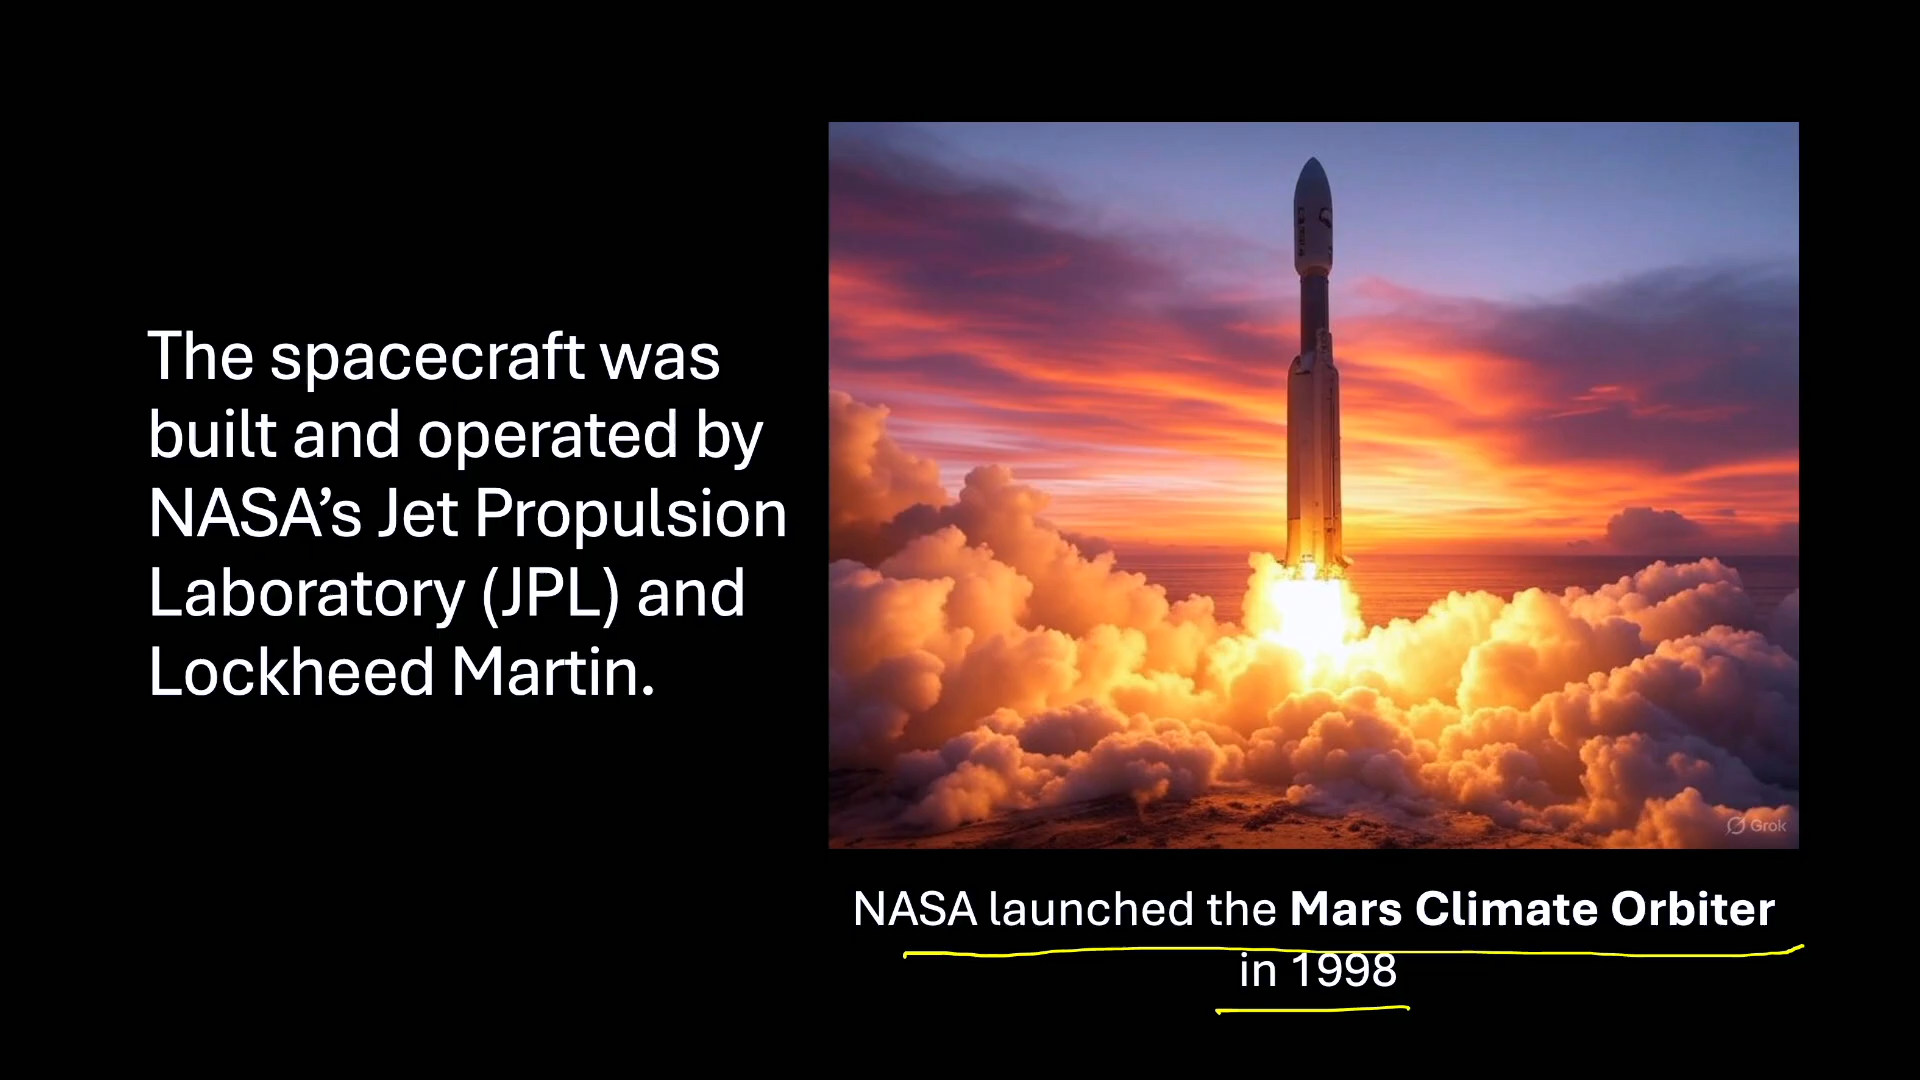 The spacecraft was
built and operated by
NASA’s Jet Propulsion
Laboratory (JPL) and
Lockheed Martin.
Grok
NASA launched the Mars Climate Orbiter
in 1998